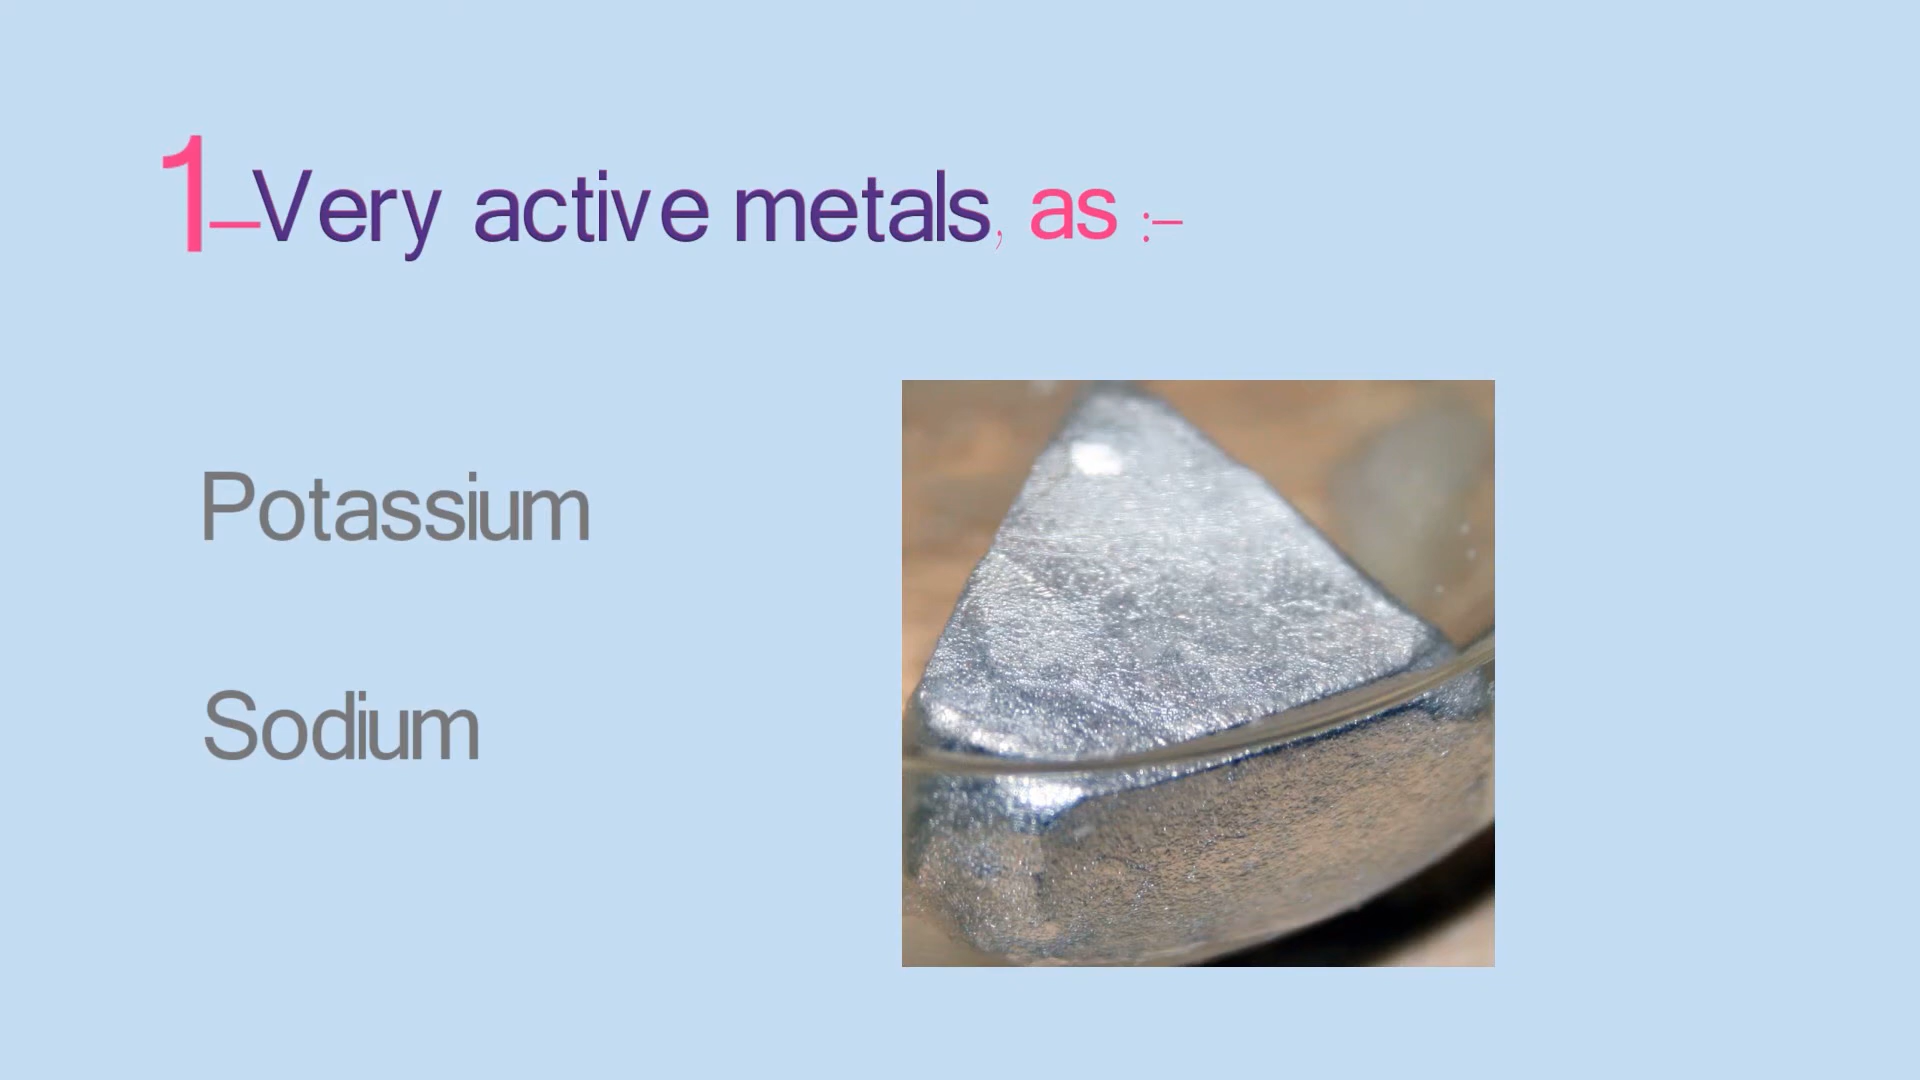 1–Very active metals, as :–
Potassium
Sodium